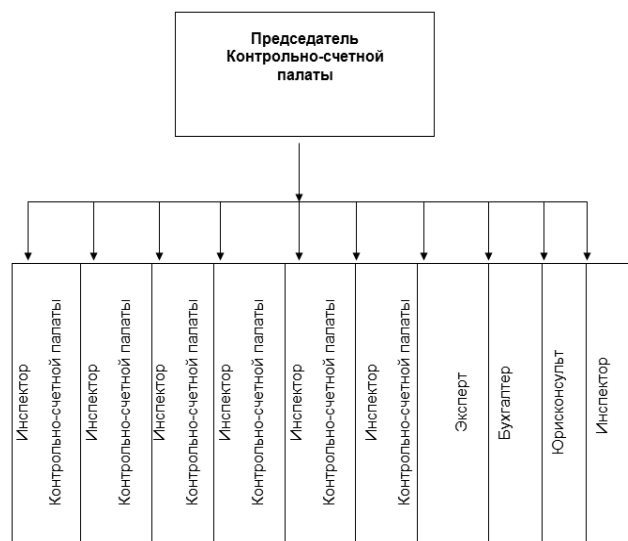 Председатель
Контрольно-счетной
палаты
Инспектор
Контрольно-счетной палаты
Инспектор
Контрольно-счетной палаты
Инспектор
Контрольно-счетной палаты
Инспектор
Контрольно-счетной палаты
Инспектор
Контрольно-счетной палаты
Инспектор
Контрольно-счетной палаты
Эксперт
Бухгалтер
Юрисконсульт
Инспектор